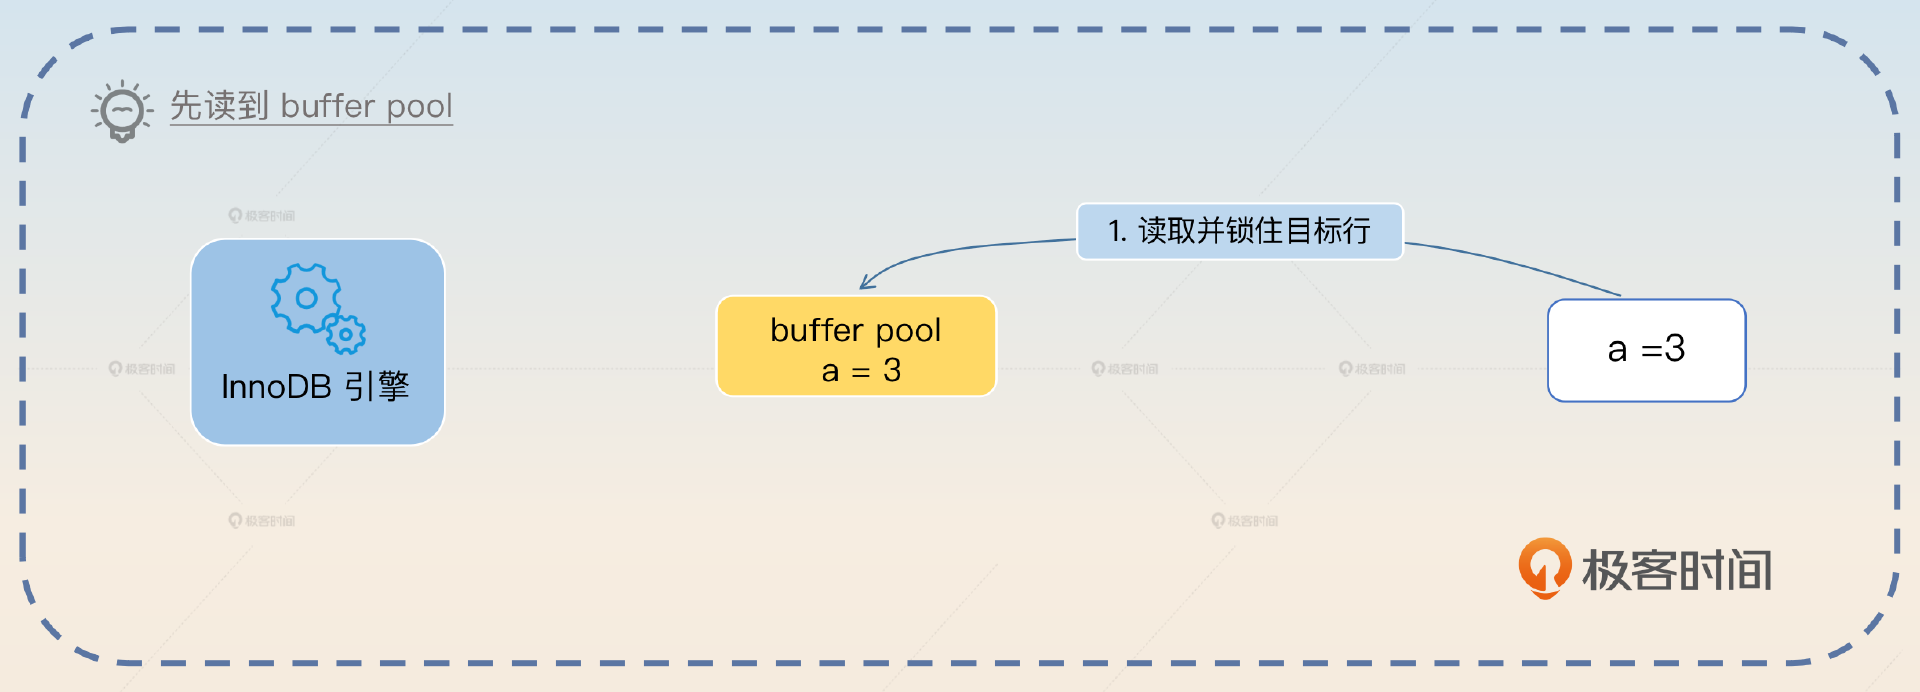 先读到 buffer pool
极客时间
1. 读取并锁住目标行
InnoDB 引擎
buffer pool
a = 3
a =3
极客时间
极客时间
极客时间
极客时间
极客时间
极客时间